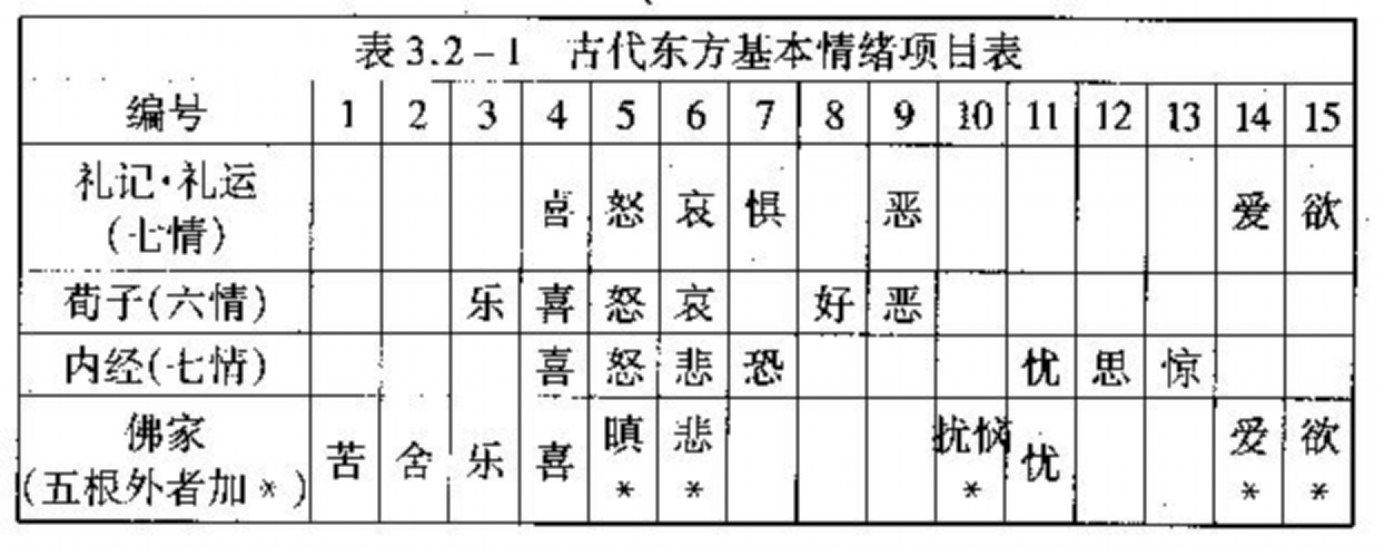 表3.2-1 古代东方基本情绪项目表
编号 1 2 3 4 5 6 7 8 9 10 11 12 13 14 15
礼记·礼运
(七情) 喜 怒 哀 惧 恶 爱 欲
荀子(六情) 乐 喜 怒 哀 好 恶
内经(七情) 喜 怒 悲 恐 忧 思 惊
佛家
(五根外者加*) 苦 舍 乐 喜 瞋 悲 扰恼 忧 爱 欲
* * * * *